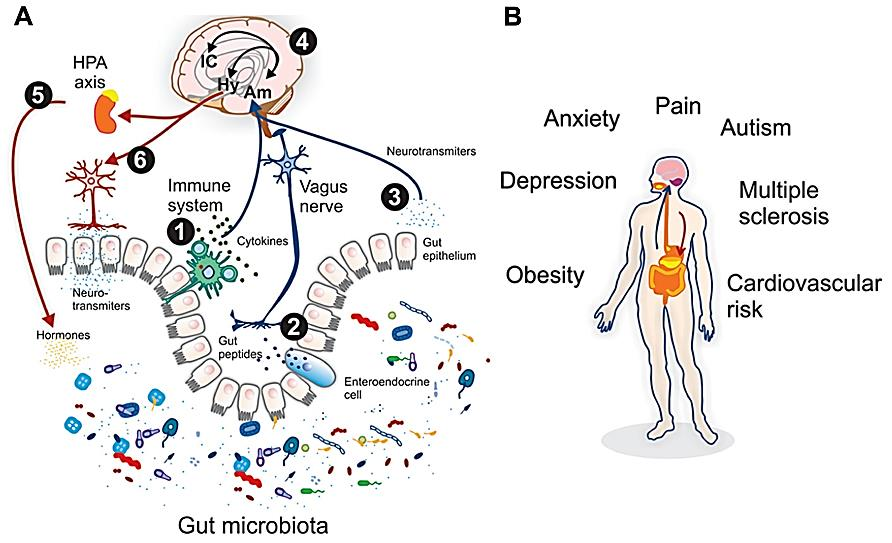 A
HPA
axis
5
4
IC
Hy
Am
6
Neurotransmiters
Immune
system
Vagus
nerve
3
1
Cytokines
Gut
epithelium
Neuro-
transmiters
Hormones
2
Gut
peptides
Enteroendocrine
cell
Gut microbiota
B
Pain
Anxiety
Autism
Depression
Multiple
sclerosis
Obesity
Cardiovascular
risk